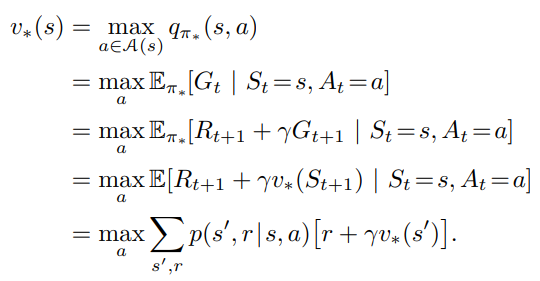 v_*(s) = max_{a∈𝒜(s)} q_{π_*}(s, a)
= max_a 𝔼_{π_*}[G_t | S_t = s, A_t = a]
= max_a 𝔼_{π_*}[R_{t+1} + γG_{t+1} | S_t = s, A_t = a]
= max_a 𝔼[R_{t+1} + γv_*(S_{t+1}) | S_t = s, A_t = a]
= max_a ∑_{s′,r} p(s′, r|s, a)[r + γv_*(s′)].